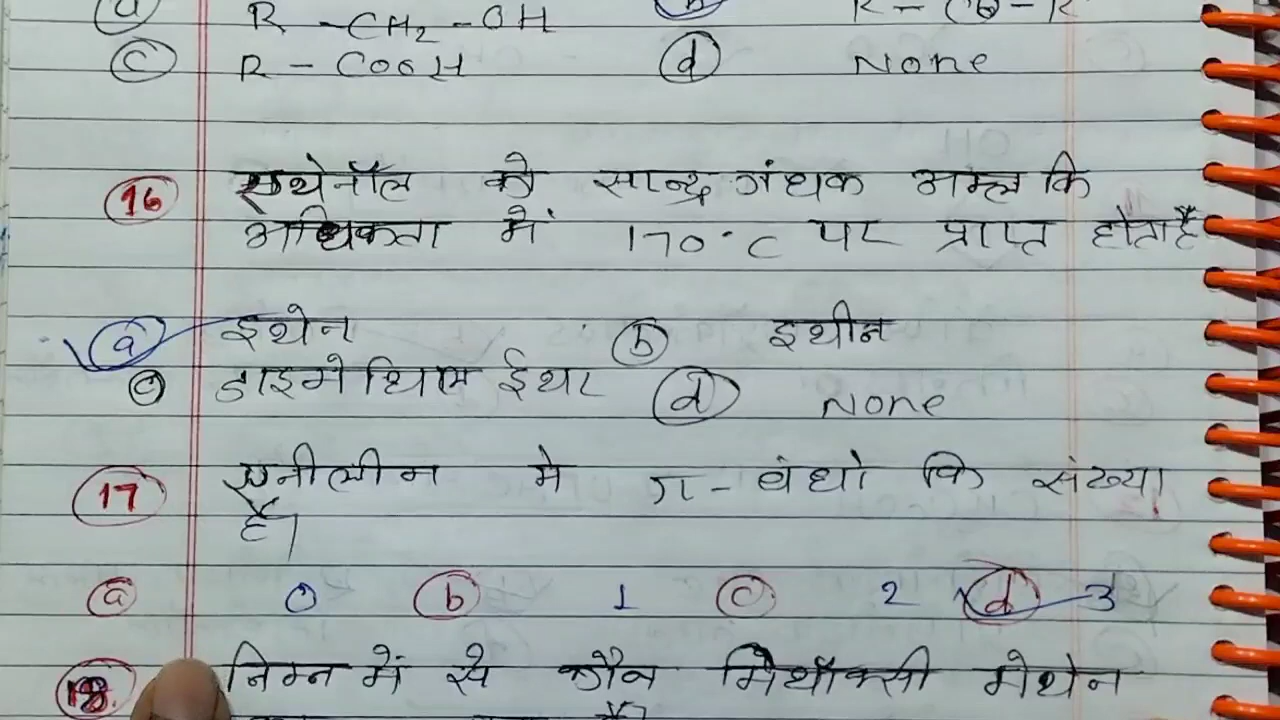 R - CH2 - OH
(c) R - COOH (d) None
(16) एथेनॉल को सान्द्र गंधक अम्ल कि
अधिकता में 170°C पर प्राप्त होता है
(a) इथेन (b) इथीन
(c) डाइमेथिाम ईथर (d) None
(17) एनीलीन मे π - बंधो कि संख्या
है।
(a) 0 (b) 1 (c) 2 (d) 3
(18) निम्न में से कौन मिथॉक्सी मेथेन